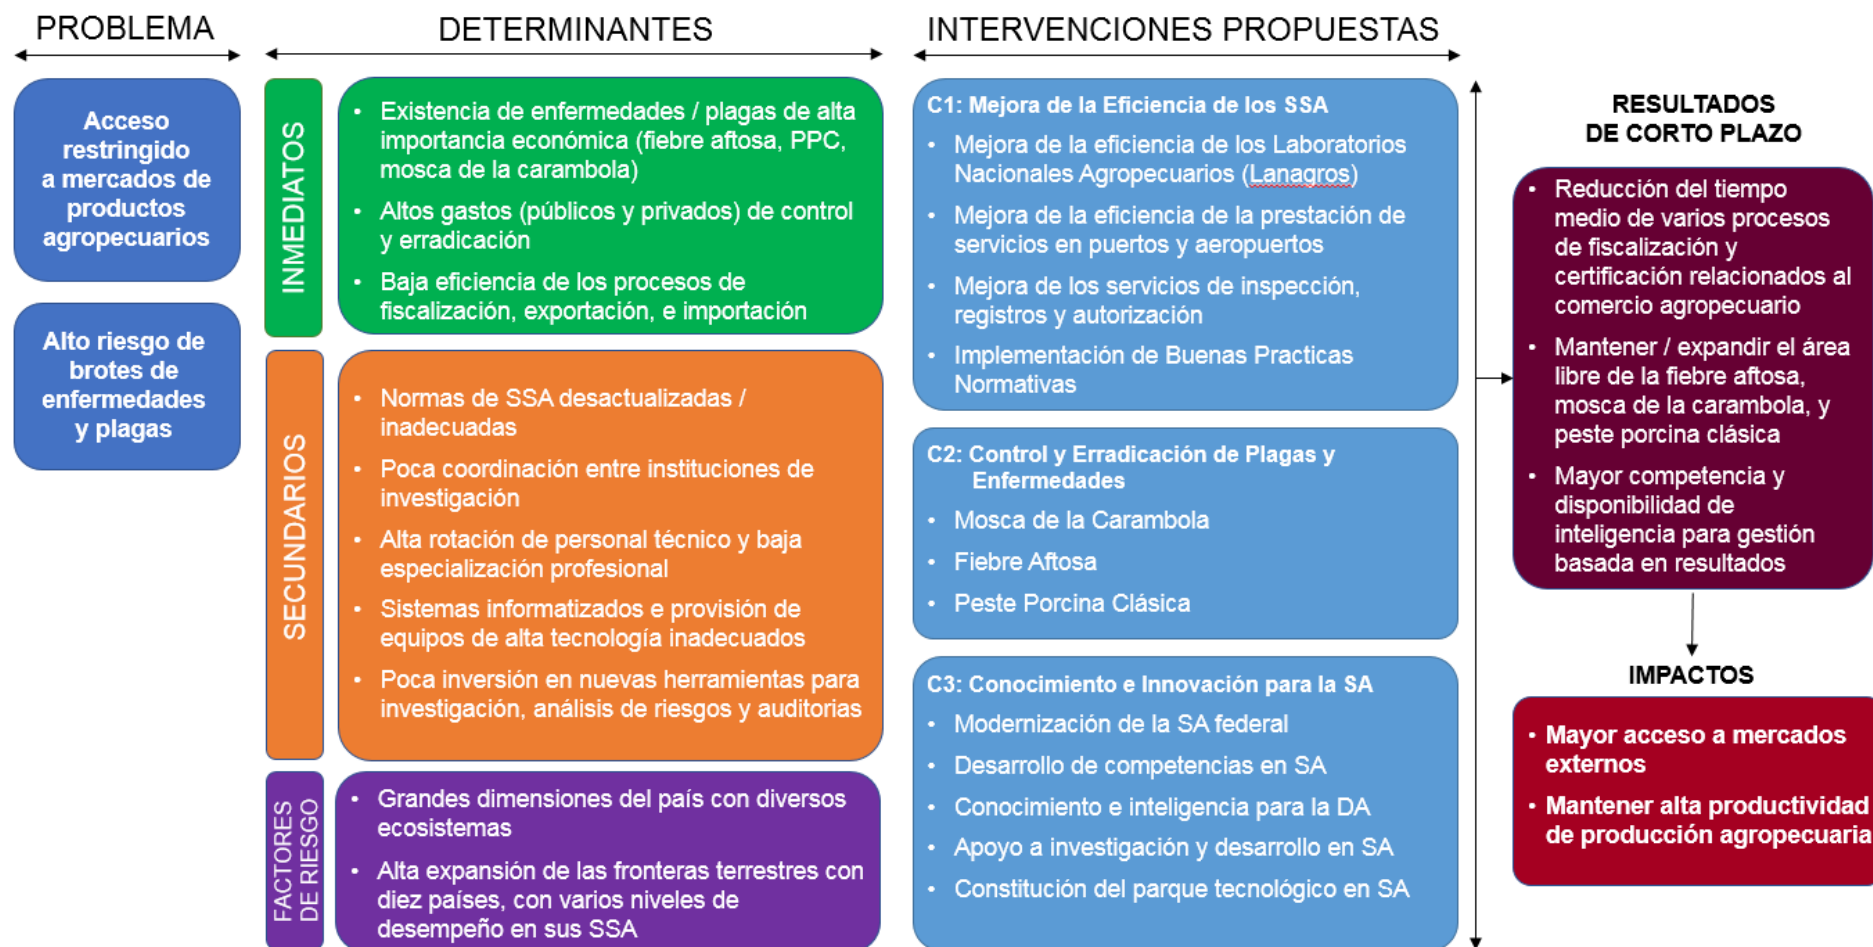 PROBLEMA
Acceso
restringido
a mercados de
productos
agropecuarios
Alto riesgo de
brotes de
enfermedades
y plagas
DETERMINANTES
INMEDIATOS
• Existencia de enfermedades / plagas de alta
importancia económica (fiebre aftosa, PPC,
mosca de la carambola)
• Altos gastos (públicos y privados) de control
y erradicación
• Baja eficiencia de los procesos de
fiscalización, exportación, e importación
SECUNDARIOS
• Normas de SSA desactualizadas /
inadecuadas
• Poca coordinación entre instituciones de
investigación
• Alta rotación de personal técnico y baja
especialización profesional
• Sistemas informatizados e provisión de
equipos de alta tecnología inadecuados
• Poca inversión en nuevas herramientas para
investigación, análisis de riesgos y auditorias
FACTORES
DE RIESGO
• Grandes dimensiones del país con diversos
ecosistemas
• Alta expansión de las fronteras terrestres con
diez países, con varios niveles de
desempeño en sus SSA
INTERVENCIONES PROPUESTAS
C1: Mejora de la Eficiencia de los SSA
• Mejora de la eficiencia de los Laboratorios
Nacionales Agropecuarios (Lanagros)
• Mejora de la eficiencia de la prestación de
servicios en puertos y aeropuertos
• Mejora de los servicios de inspección,
registros y autorización
• Implementación de Buenas Practicas
Normativas
C2: Control y Erradicación de Plagas y
Enfermedades
• Mosca de la Carambola
• Fiebre Aftosa
• Peste Porcina Clásica
C3: Conocimiento e Innovación para la SA
• Modernización de la SA federal
• Desarrollo de competencias en SA
• Conocimiento e inteligencia para la DA
• Apoyo a investigación y desarrollo en SA
• Constitución del parque tecnológico en SA
RESULTADOS
DE CORTO PLAZO
• Reducción del tiempo
medio de varios procesos
de fiscalización y
certificación relacionados al
comercio agropecuario
• Mantener / expandir el área
libre de la fiebre aftosa,
mosca de la carambola, y
peste porcina clásica
• Mayor competencia y
disponibilidad de
inteligencia para gestión
basada en resultados
IMPACTOS
• Mayor acceso a mercados
externos
• Mantener alta productividad
de producción agropecuaria